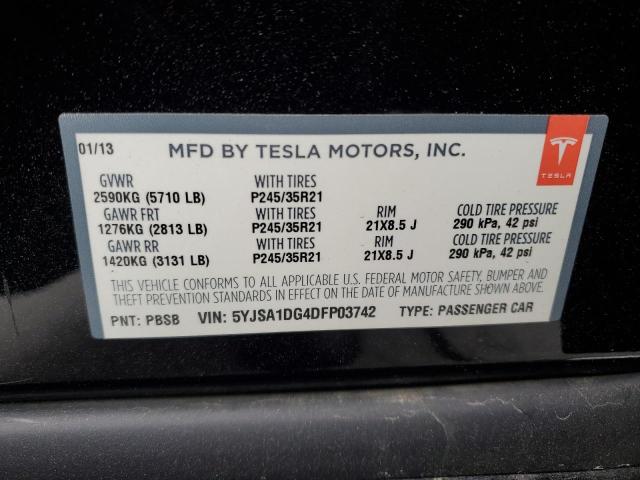 01/13 MFD BY TESLA MOTORS, INC.
TESLA
GVWR WITH TIRES
2590KG (5710 LB) P245/35R21
GAWR FRT WITH TIRES RIM COLD TIRE PRESSURE
1276KG (2813 LB) P245/35R21 21X8.5 J 290 kPa, 42 psi
GAWR RR WITH TIRES RIM COLD TIRE PRESSURE
1420KG (3131 LB) P245/35R21 21X8.5 J 290 kPa, 42 psi
THIS VEHICLE CONFORMS TO ALL APPLICABLE U.S. FEDERAL MOTOR SAFETY, BUMPER AND
THEFT PREVENTION STANDARDS IN EFFECT ON THE DATE OF MANUFACTURE SHOWN ABOVE.
PNT: PBSB VIN: 5YJSA1DG4DFP03742 TYPE: PASSENGER CAR